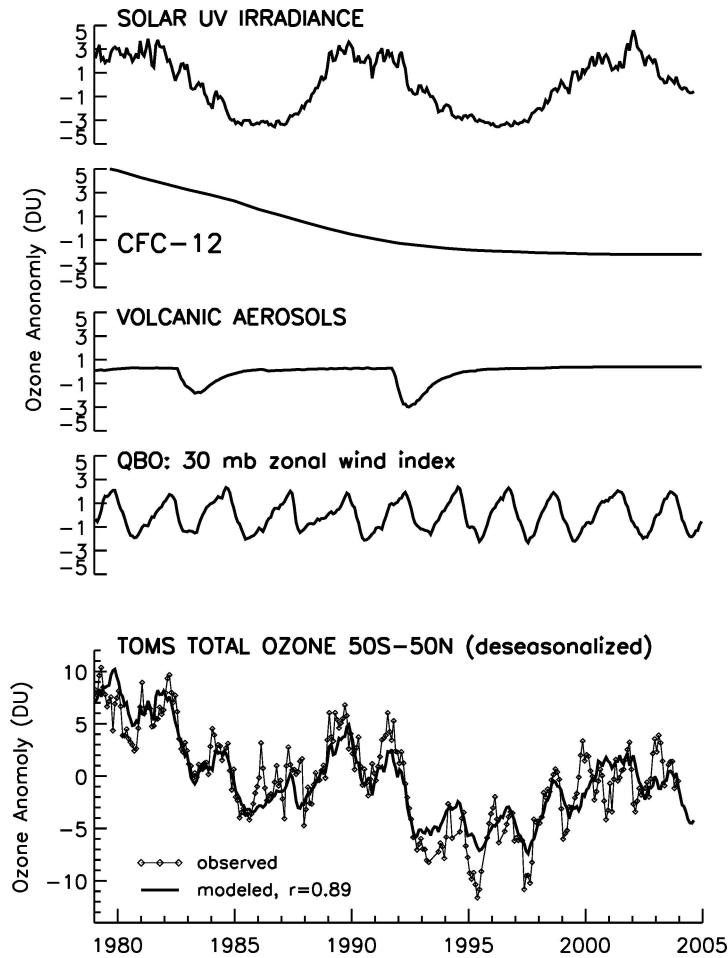 SOLAR UV IRRADIANCE
5
3
1
−1
−3
−5
Ozone Anonomly (DU)
5
3
1
−1
−3
−5
CFC−12
VOLCANIC AEROSOLS
5
3
1
−1
−3
−5
QBO: 30 mb zonal wind index
5
3
1
−1
−3
−5
TOMS TOTAL OZONE 50S−50N (deseasonalized)
Ozone Anomoly (DU)
10
5
0
−5
−10
observed
modeled, r=0.89
1980 1985 1990 1995 2000 2005